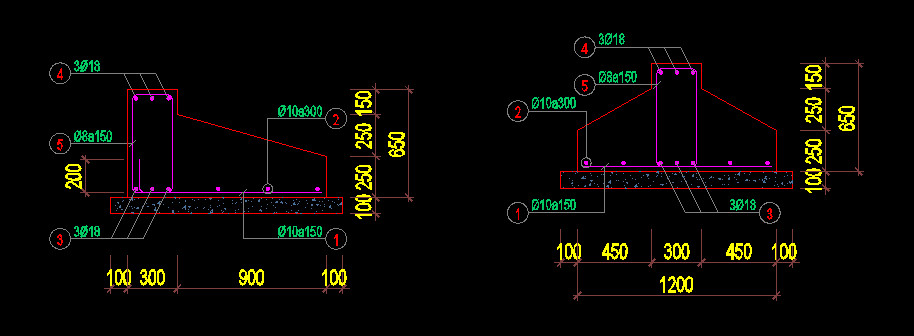 4 3Ø18
5 Ø8a150
200
3 3Ø18
Ø10a300 2
Ø10a150 1
150
250
250
100
650
100 300 900 100
4 3Ø18
5 Ø8a150
2 Ø10a300
1 Ø10a150
3Ø18 3
150
250
250
100
650
100 450 300 450 100
1200